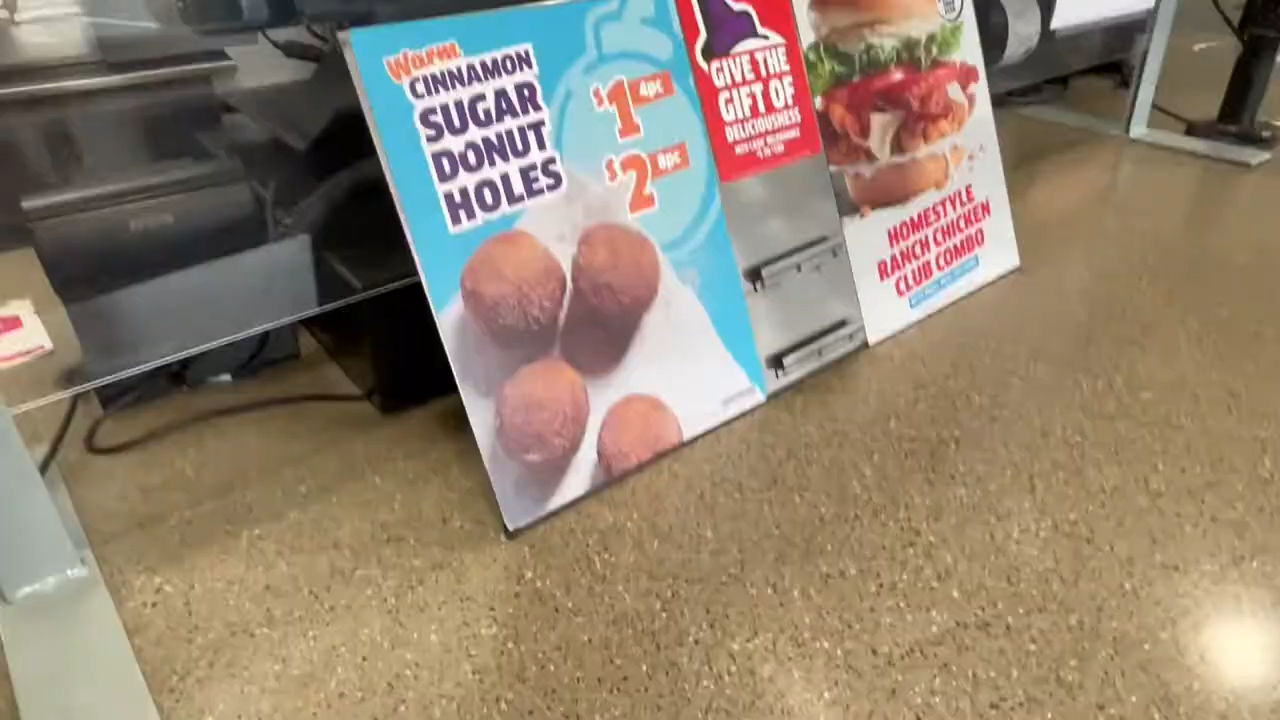 Warm
CINNAMON
SUGAR
DONUT
HOLES
$1 4pc
$2 8pc
GIVE THE
GIFT OF
DELICIOUSNESS
HOMESTYLE
RANCH CHICKEN
CLUB COMBO